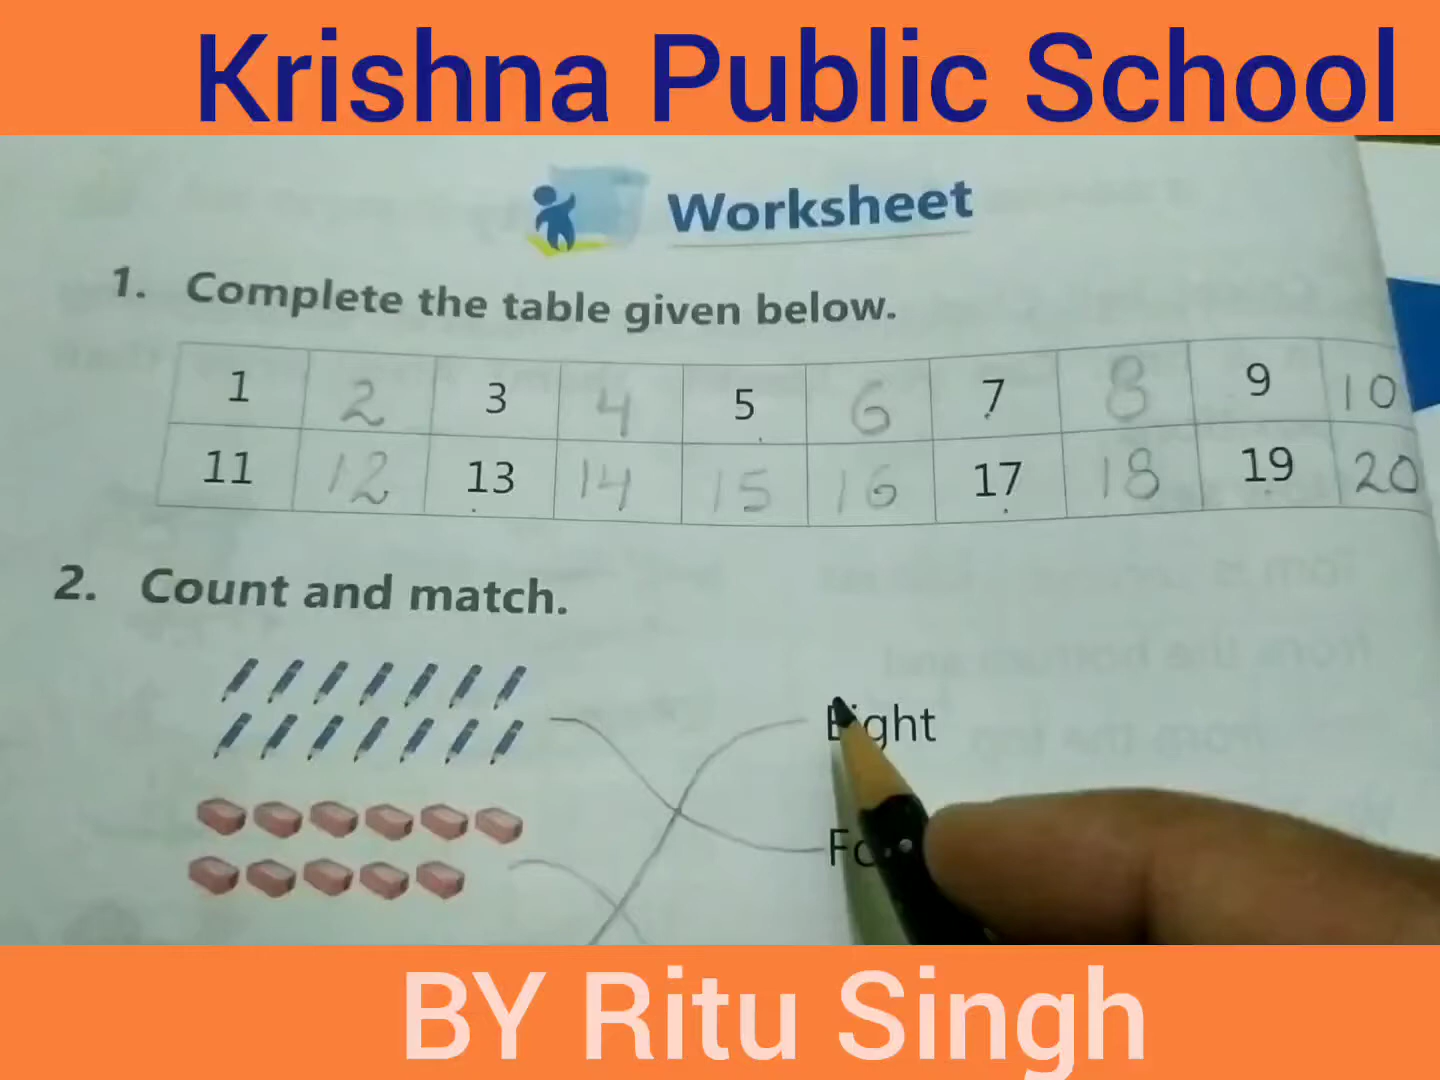 Krishna Public School
Worksheet
1. Complete the table given below.
1 2 3 4 5 6 7 8 9 10
11 12 13 14 15 16 17 18 19 20
2. Count and match.
Eight
BY Ritu Singh